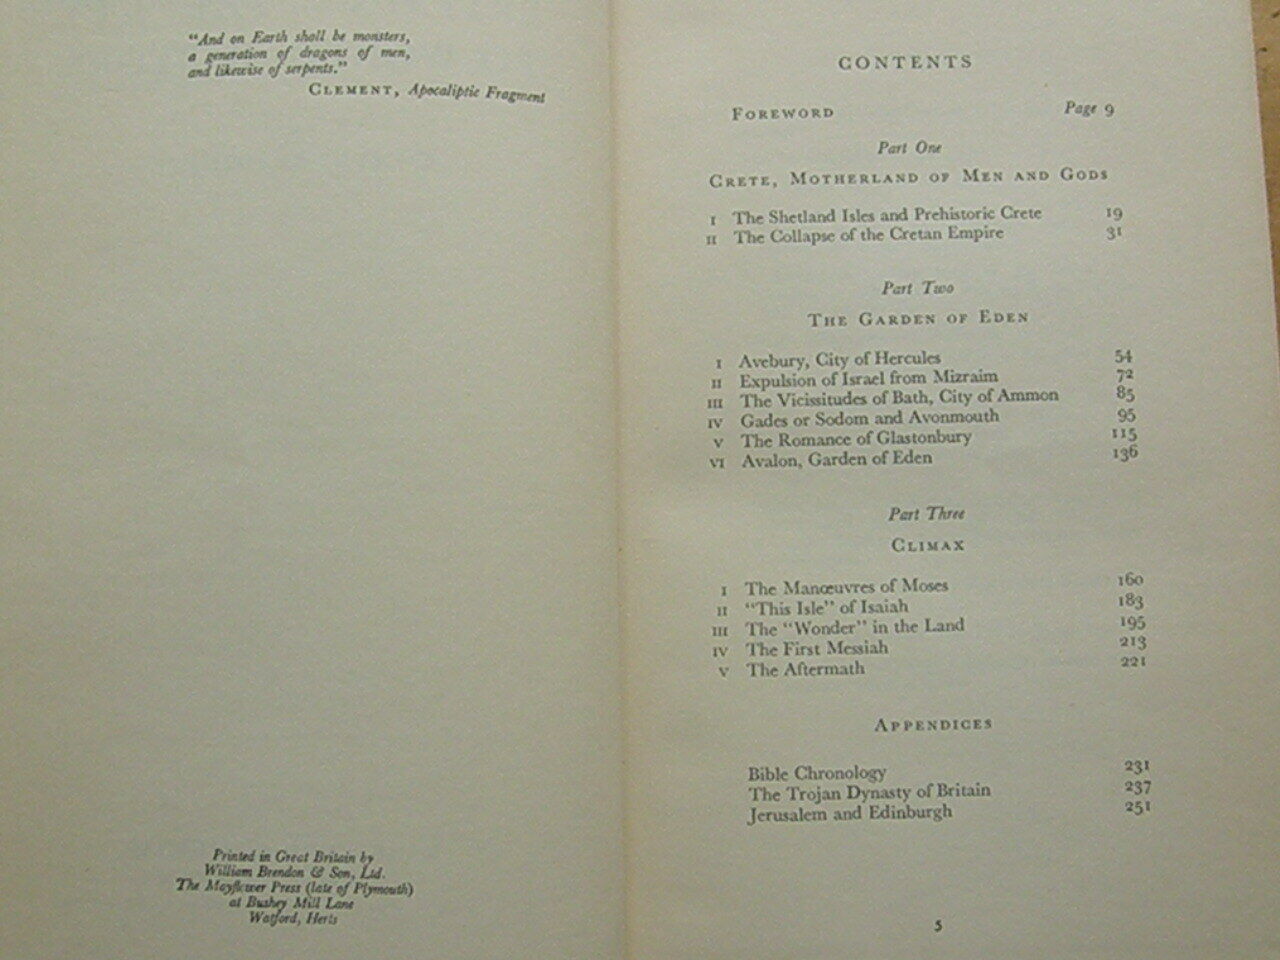 "And on Earth shall be monsters,
a generation of dragons of men,
and likewise of serpents."
CLEMENT, Apocaliptic Fragment
Printed in Great Britain by
William Brendon & Son, Ltd.
The Mayflower Press (late of Plymouth)
at Bushey Mill Lane
Watford, Herts
CONTENTS
FOREWORD Page 9
Part One
CRETE, MOTHERLAND OF MEN AND GODS
I The Shetland Isles and Prehistoric Crete 19
II The Collapse of the Cretan Empire 31
Part Two
THE GARDEN OF EDEN
I Avebury, City of Hercules 54
II Expulsion of Israel from Mizraim 72
III The Vicissitudes of Bath, City of Ammon 85
IV Gades or Sodom and Avonmouth 95
V The Romance of Glastonbury 115
VI Avalon, Garden of Eden 136
Part Three
CLIMAX
I The Manœuvres of Moses 160
II "This Isle" of Isaiah 183
III The "Wonder" in the Land 195
IV The First Messiah 213
V The Aftermath 221
APPENDICES
Bible Chronology 231
The Trojan Dynasty of Britain 237
Jerusalem and Edinburgh 251
5